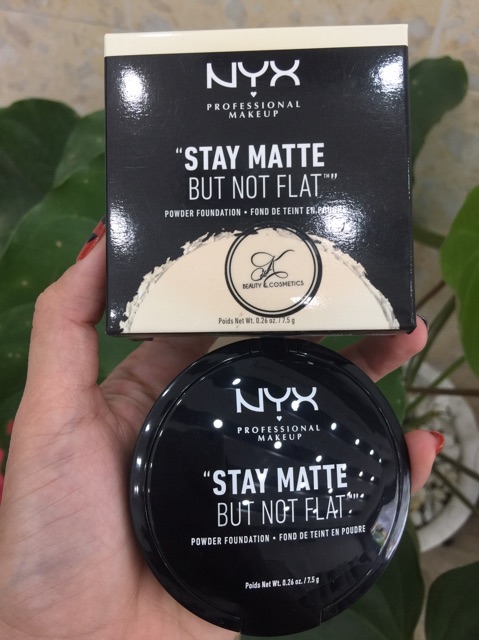 NYX
PROFESSIONAL
MAKEUP
"STAY MATTE
BUT NOT FLAT™"
POWDER FOUNDATION • FOND DE TEINT EN POUDRE
BEAUTY & COSMETICS
Poids Net Wt. 0.26 oz. / 7.5 g
NYX
PROFESSIONAL
MAKEUP
"STAY MATTE
BUT NOT FLAT™"
POWDER FOUNDATION • FOND DE TEINT EN POUDRE
Poids Net Wt. 0.26 oz. / 7.5 g